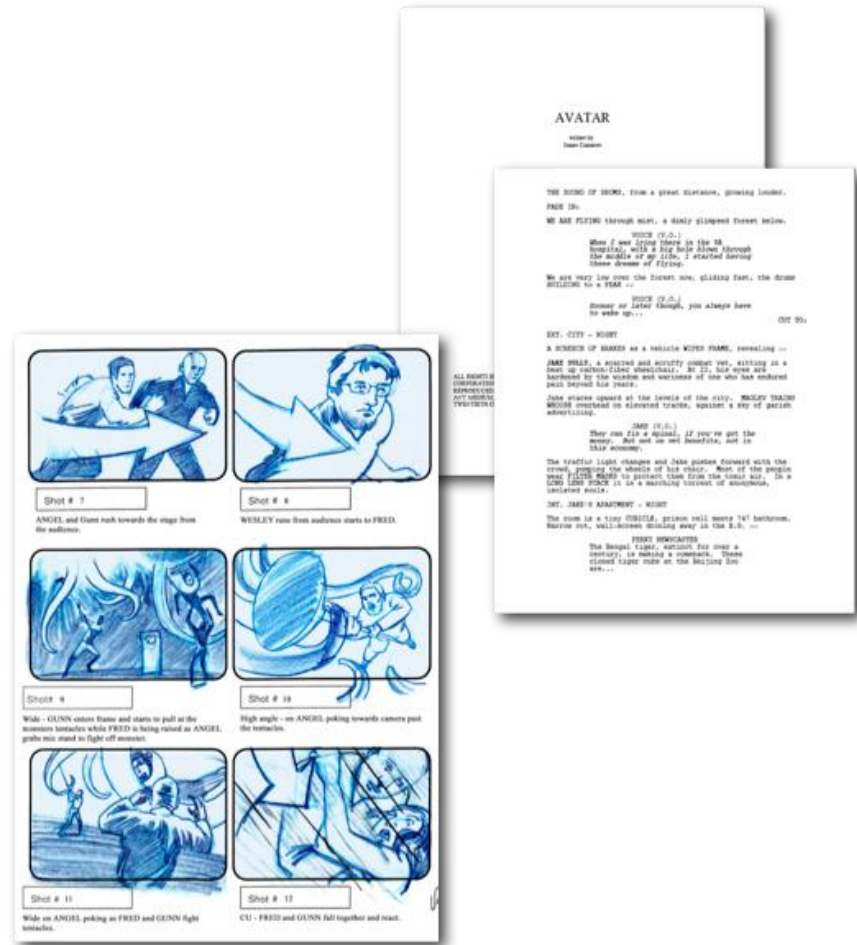 AVATAR
written by
James Cameron
ALL RIGHTS R
CORPORATION
REPRODUCED
TWENTIETH C
THE SOUND OF DRUMS, from a great distance, growing louder.
FADE IN:
WE ARE FLYING through mist, a dimly glimpsed forest below.
VOICE (V.O.)
When I was lying there in the VA
hospital, with a big hole blown through
the middle of my life, I started having
these dreams of flying.
We are very low over the forest now, gliding fast, the drums
BUILDING to a PEAK --
VOICE (V.O.)
Sooner or later though, you always have
to wake up...
CUT TO:
EXT. CITY - NIGHT
A SCREECH OF BRAKES as a vehicle WIPES FRAME, revealing --
JAKE SULLY, a scarred and scruffy combat vet, sitting in a
beat up carbon-fiber wheelchair. At 22, his eyes are
hardened by the wisdom and wariness of one who has endured
pain beyond his years.
Jake stares upward at the levels of the city. MAGLEV TRAINS
WHOOSH overhead on elevated tracks, against a sky of garish
advertising.
JAKE (V.O.)
They can fix a spinal, if you've got the
money. But not on vet benefits, not in
this economy.
The traffic light changes and Jake pushes forward with the
crowd, pumping the wheels of his chair. Most of the people
wear FILTER MASKS to protect them from the toxic air. In a
LONG LENS STACK it is a marching torrent of anonymous,
isolated souls.
INT. JAKE'S APARTMENT - NIGHT
The room is a tiny CUBICLE, prison cell meets 747 bathroom.
Narrow cot, wall-screen droning away in the B.G. --
FERNY NEWSCASTER
The Bengal tiger, extinct for over a
century, is making a comeback. These
cloned tiger cubs at the Beijing Zoo
are...
Shot # 7
ANGEL and Gunn rush towards the stage from
the audience.
Shot # 8
WESLEY runs from audience starts to FRED.
Shot# 9
Wide - GUNN enters frame and starts to pull at the
monsters tentacles while FRED is being raised as ANGEL
grabs mic stand to fight off monster.
Shot # 10
High angle - on ANGEL poking towards camera past
the tentacles.
Shot # 11
Wide on ANGEL poking as FRED and GUNN fight
tentacles.
Shot # 12
CU - FRED and GUNN fall together and react.